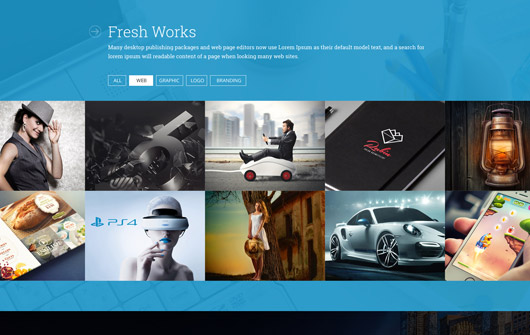 Fresh Works
Many desktop publishing packages and web page editors now use Lorem Ipsum as their default model text, and a search for
lorem ipsum will readable content of a page when looking many web sites.
ALL
WEB
GRAPHIC
LOGO
BRANDING
6
PS4